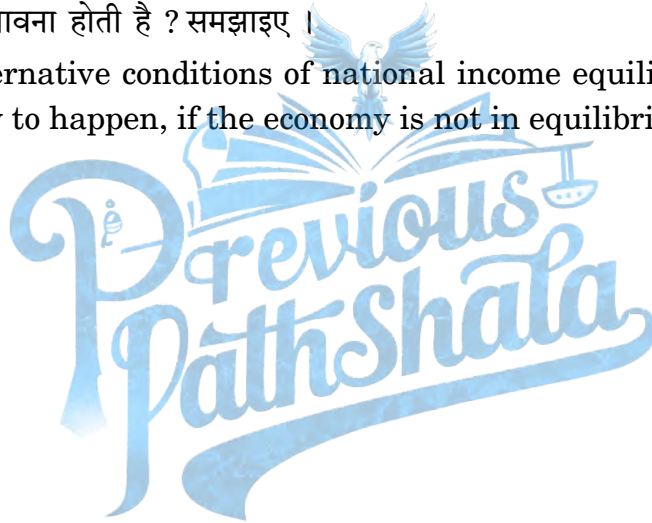 ावना होती है ? समझाइए ।
ernative conditions of national income equili
to happen, if the economy is not in equilibri
Previous
PathShala